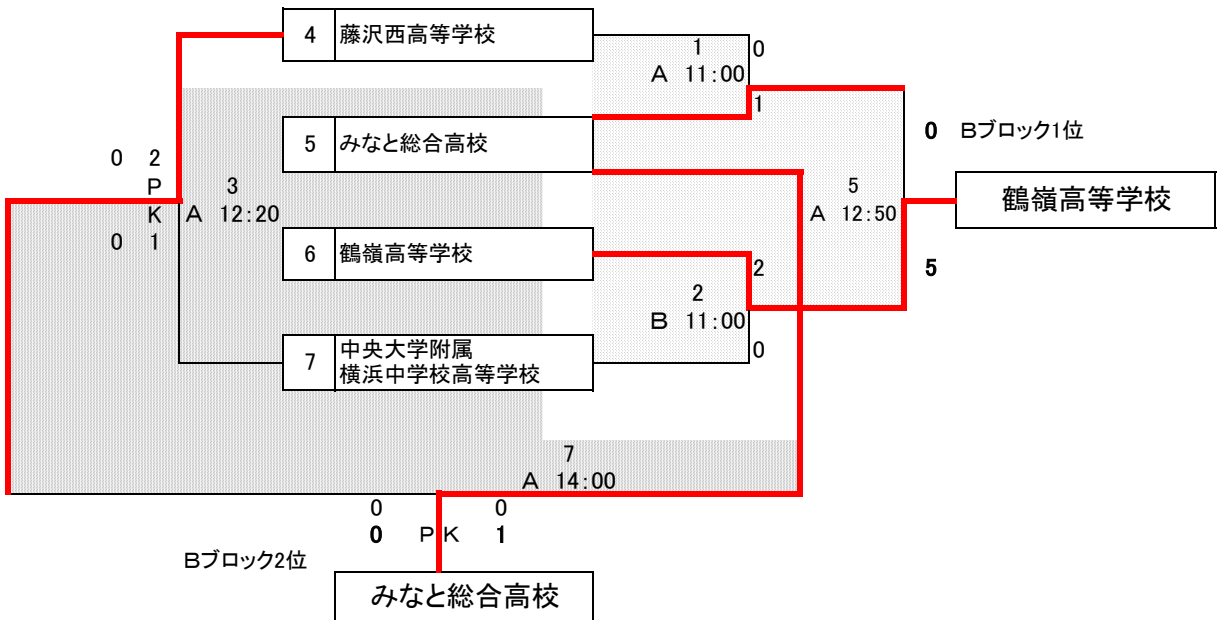 4 藤沢西高等学校
1
A 11:00
0
1
5 みなと総合高校
0 Bブロック1位
0 2
P
K
0 1
3
A 12:20
5
A 12:50
鶴嶺高等学校
6 鶴嶺高等学校
2
5
2
B 11:00
0
7 中央大学附属
横浜中学校高等学校
7
A 14:00
0 0
0 PK 1
Bブロック2位
みなと総合高校